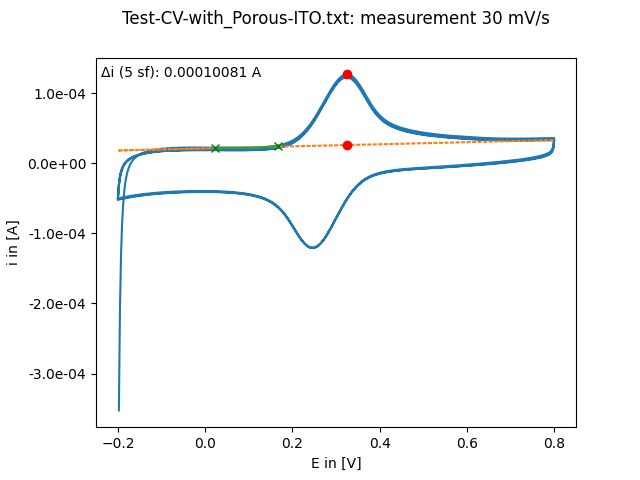 Test-CV-with_Porous-ITO.txt: measurement 30 mV/s
Δi (5 sf): 0.00010081 A
1.0e-04
0.0e+00
-1.0e-04
-2.0e-04
-3.0e-04
i in [A]
−0.2 0.0 0.2 0.4 0.6 0.8
E in [V]